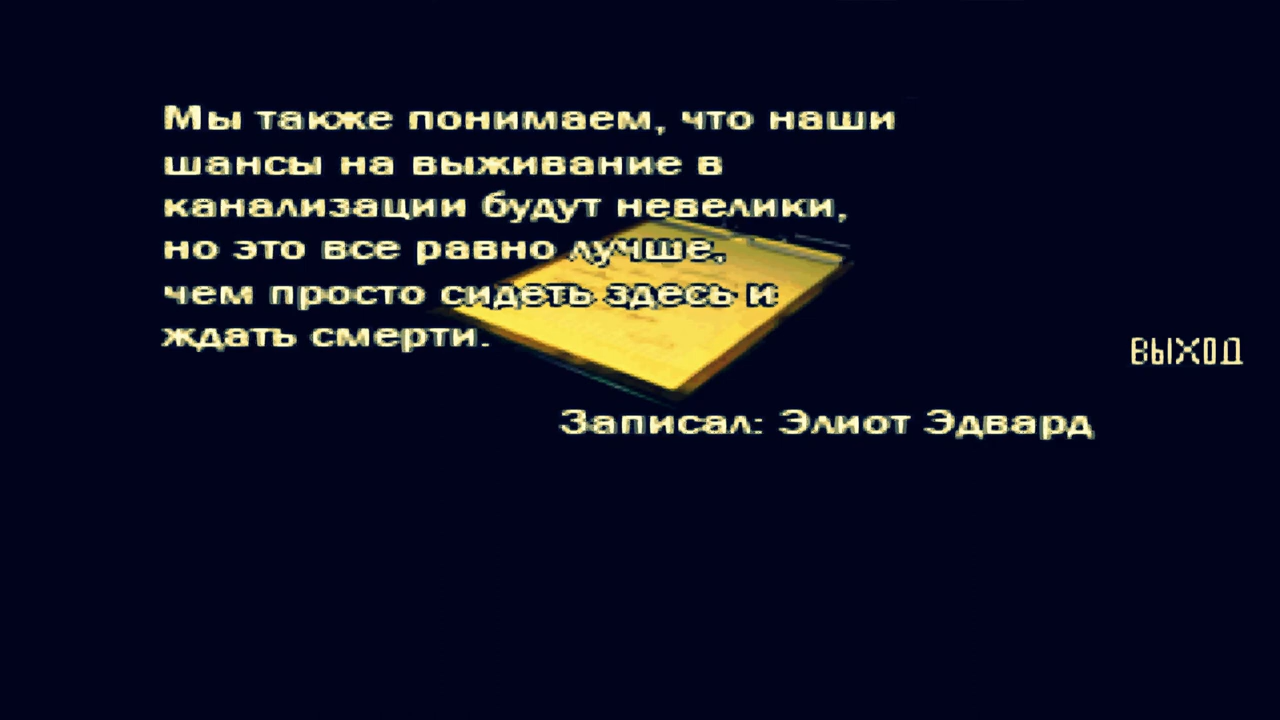 Мы также понимаем, что наши
шансы на выживание в
канализации будут невелики,
но это все равно лучше,
чем просто сидеть здесь и
ждать смерти.
ВЫХОД
Записал: Элиот Эдвард